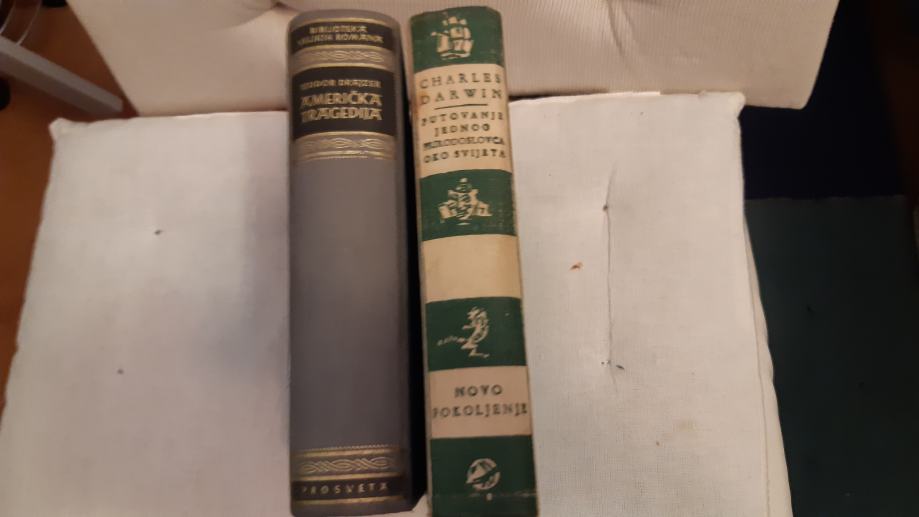 BIBLIOTEKA
VELIKIH ROMANA
TEODOR DRAJZER
AMERIČKA
TRAGEDIJA
PROSVETA
CHARLES
DARWIN
PUTOVANJE
JEDNOG
PRIRODOSLOVCA
OKO SVIJETA
NOVO
POKOLJENJE